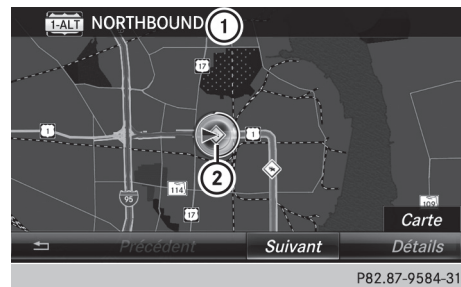 1-ALT NORTHBOUND 1
17
1 1
2
114
95
17
109
Carte
Précédent Suivant Détails
P82.87-9584-31